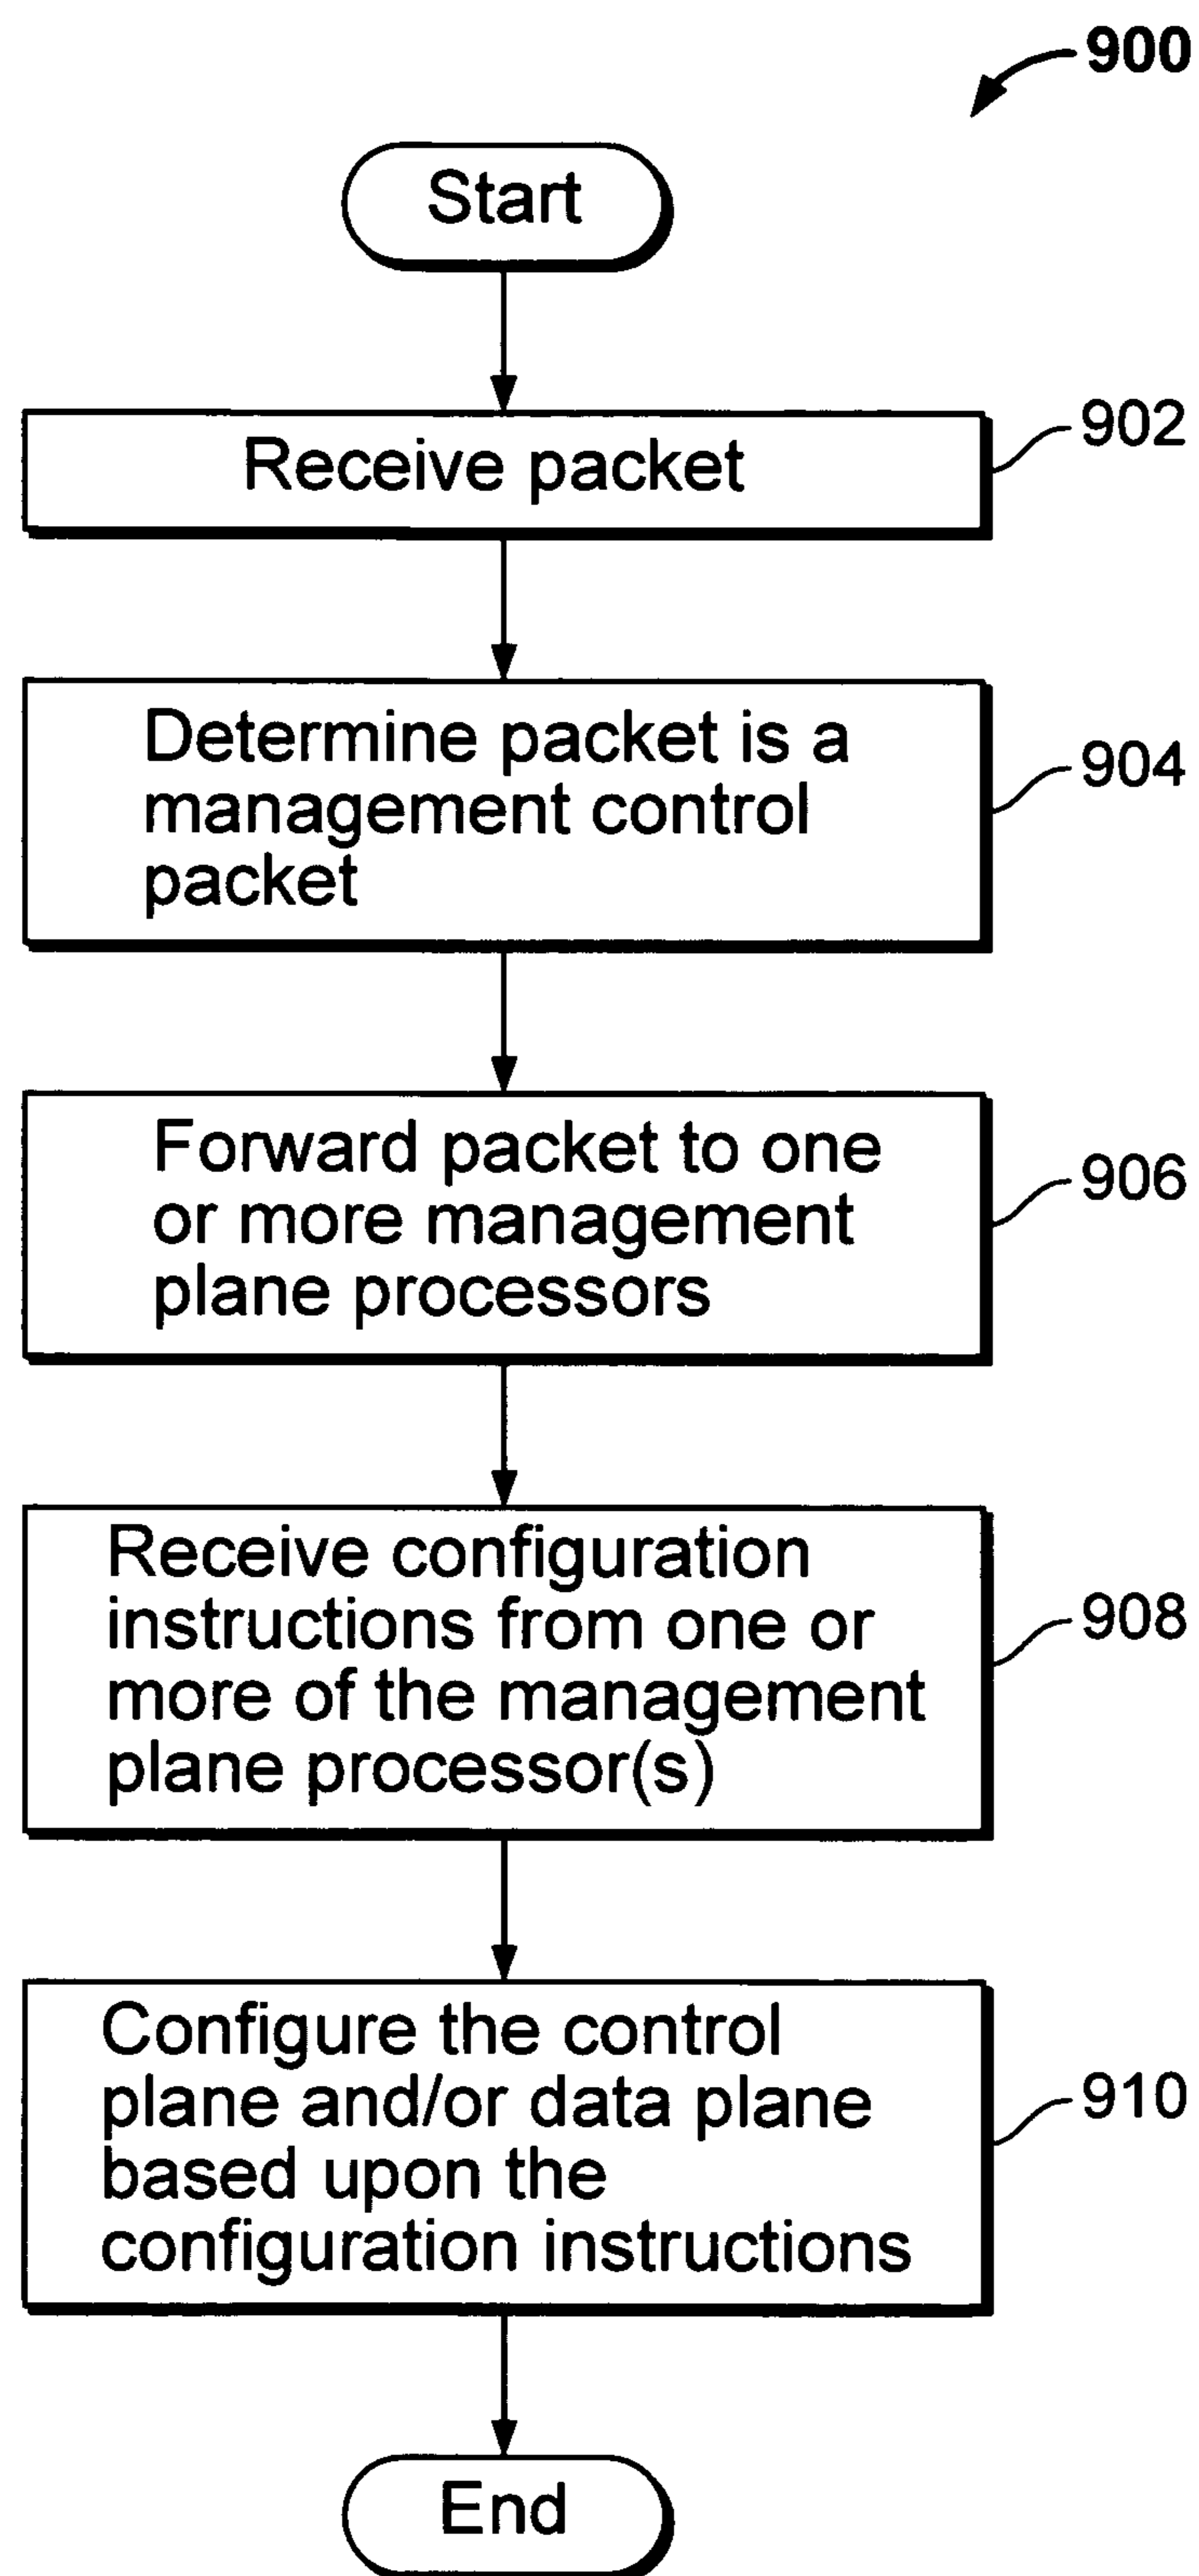 900
Start
Receive packet
902
Determine packet is a
management control
packet
904
Forward packet to one
or more management
plane processors
906
Receive configuration
instructions from one or
more of the management
plane processor(s)
908
Configure the control
plane and/or data plane
based upon the
configuration instructions
910
End